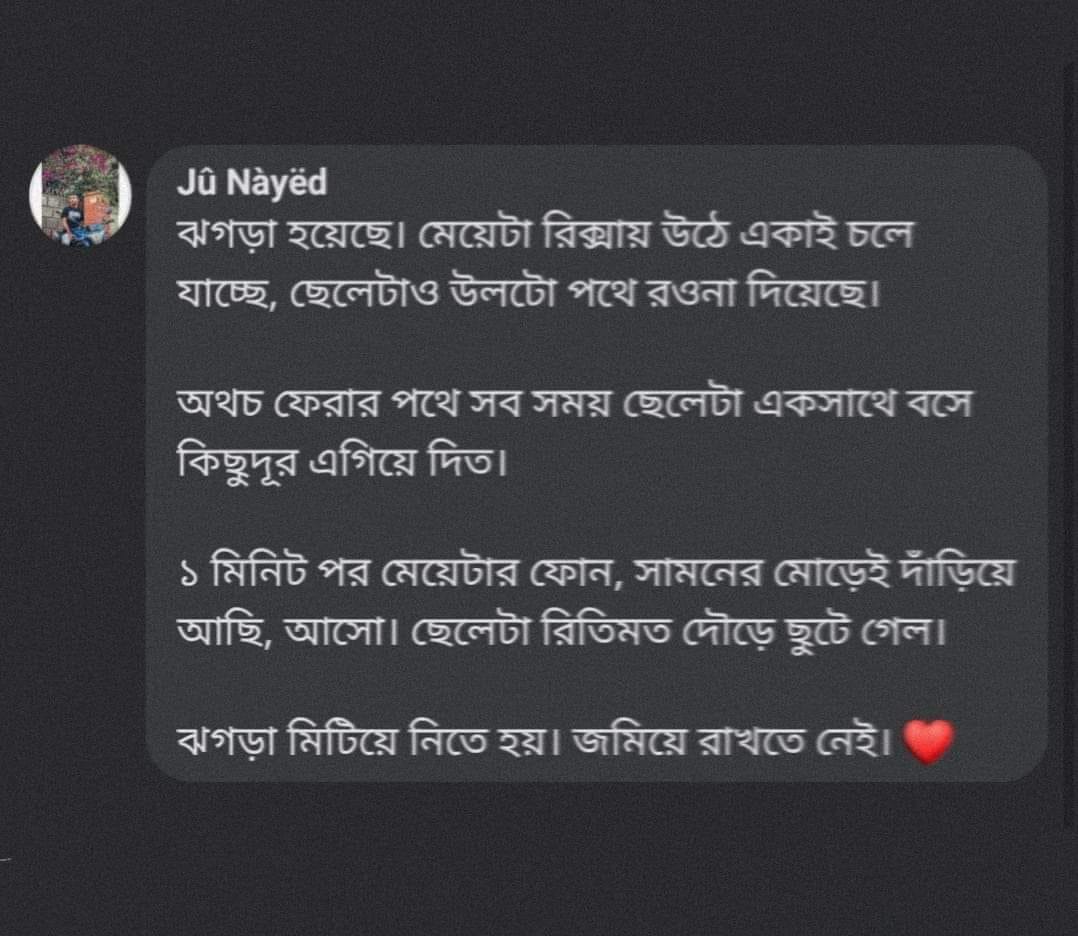 Jû Nàyëd
ঝগড়া হয়েছে। মেয়েটা রিক্সায় উঠে একাই চলে
যাচ্ছে, ছেলেটাও উলটো পথে রওনা দিয়েছে।
অথচ ফেরার পথে সব সময় ছেলেটা একসাথে বসে
কিছুদূর এগিয়ে দিত।
১ মিনিট পর মেয়েটার ফোন, সামনের মোড়েই দাঁড়িয়ে
আছি, আসো। ছেলেটা রিতিমত দৌড়ে ছুটে গেল।
ঝগড়া মিটিয়ে নিতে হয়। জমিয়ে রাখতে নেই। ❤️